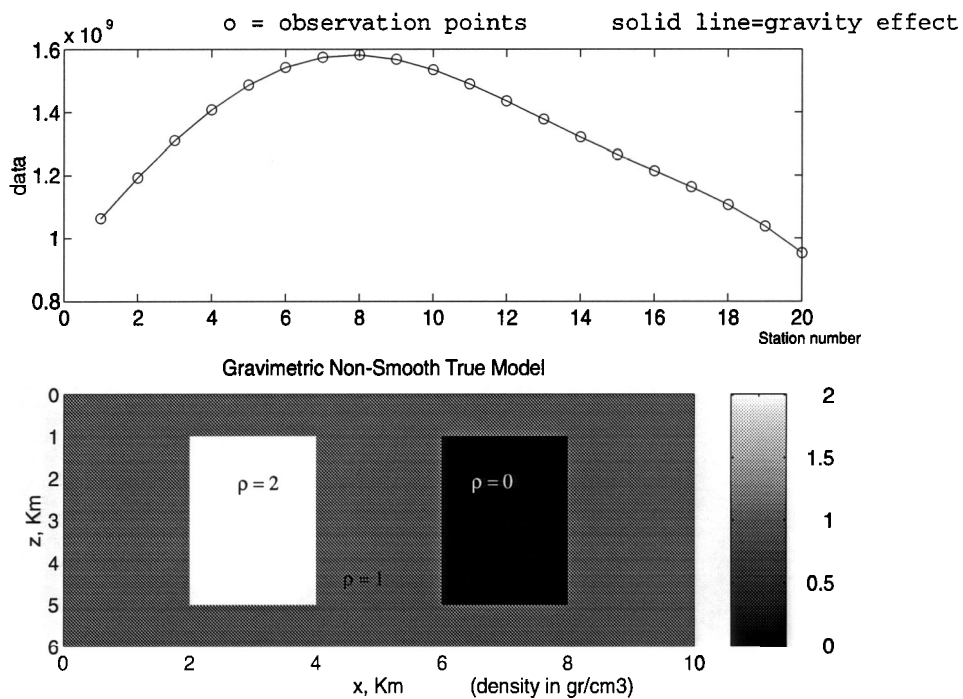 o = observation points solid line=gravity effect
x 10^9
1.6
1.4
1.2
1
0.8
data
0 2 4 6 8 10 12 14 16 18 20
Station number
Gravimetric Non-Smooth True Model
0
1
2
3
4
5
6
z, Km
ρ = 2
ρ = 0
ρ = 1
0 2 4 6 8 10
x, Km (density in gr/cm3)
2
1.5
1
0.5
0